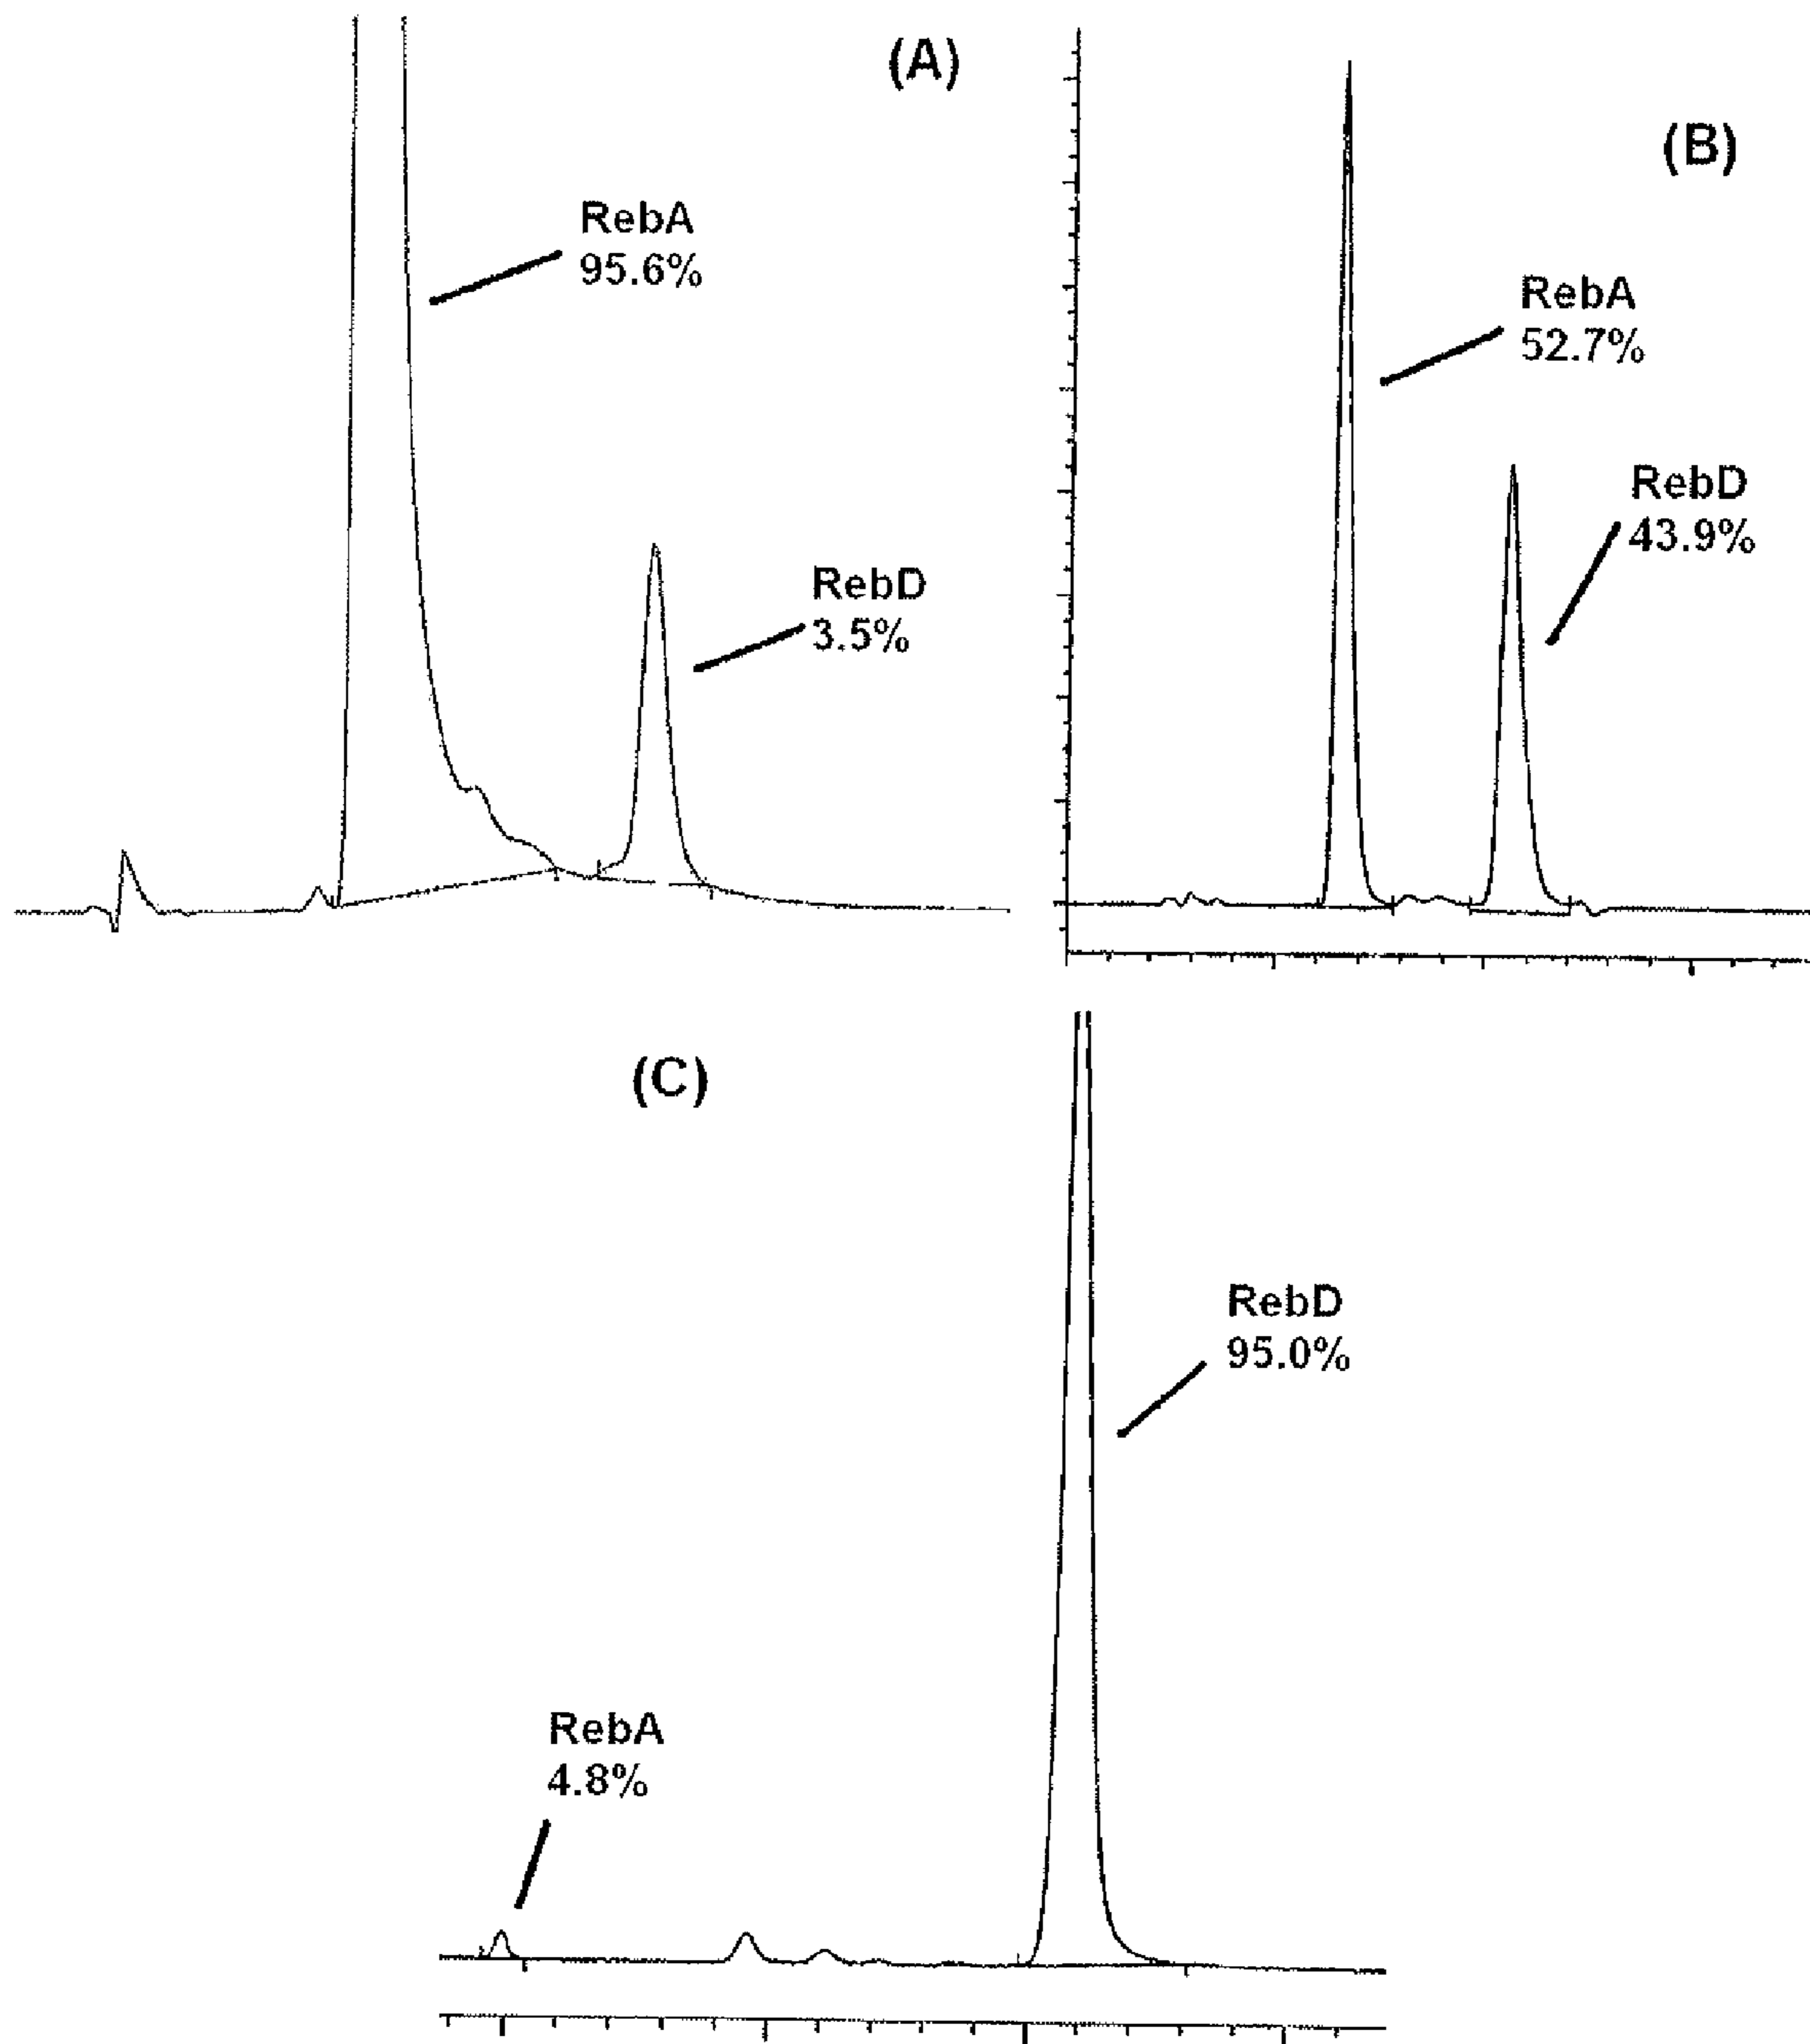 (A)
RebA
95.6%
RebD
3.5%
(B)
RebA
52.7%
RebD
43.9%
(C)
RebD
95.0%
RebA
4.8%